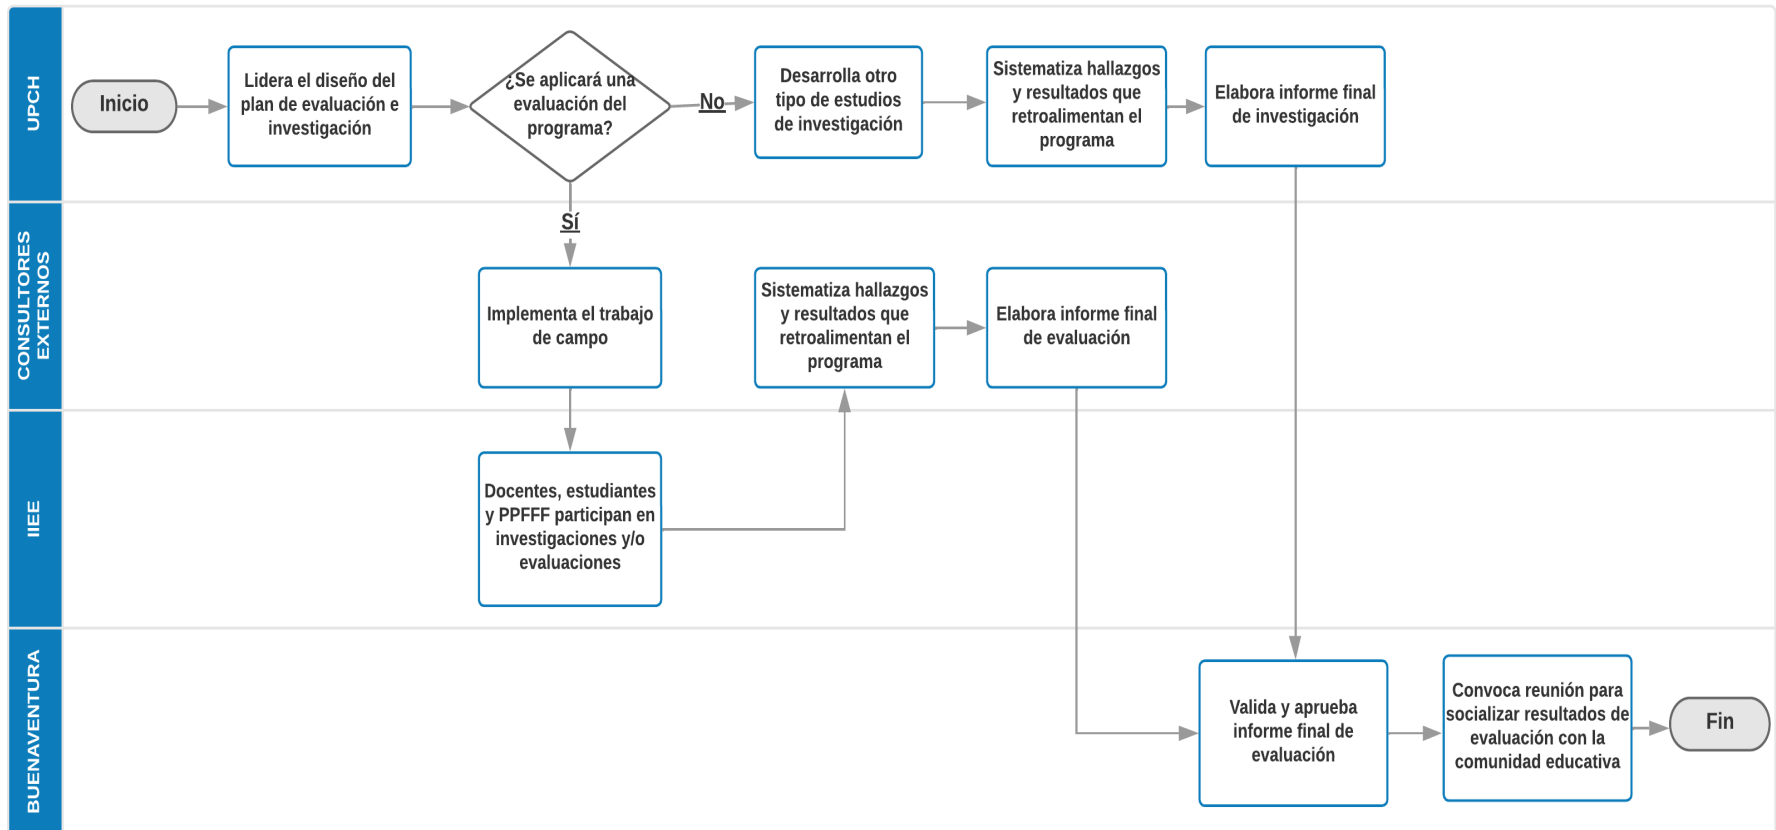 UPCH
Inicio
Lidera el diseño del
plan de evaluación e
investigación
¿Se aplicará una
evaluación del
programa?
No
Desarrolla otro
tipo de estudios
de investigación
Sistematiza hallazgos
y resultados que
retroalimentan el
programa
Elabora informe final
de investigación
Sí
CONSULTORES
EXTERNOS
Implementa el trabajo
de campo
Sistematiza hallazgos
y resultados que
retroalimentan el
programa
Elabora informe final
de evaluación
IIEE
Docentes, estudiantes
y PPFFF participan en
investigaciones y/o
evaluaciones
BUENAVENTURA
Valida y aprueba
informe final de
evaluación
Convoca reunión para
socializar resultados de
evaluación con la
comunidad educativa
Fin